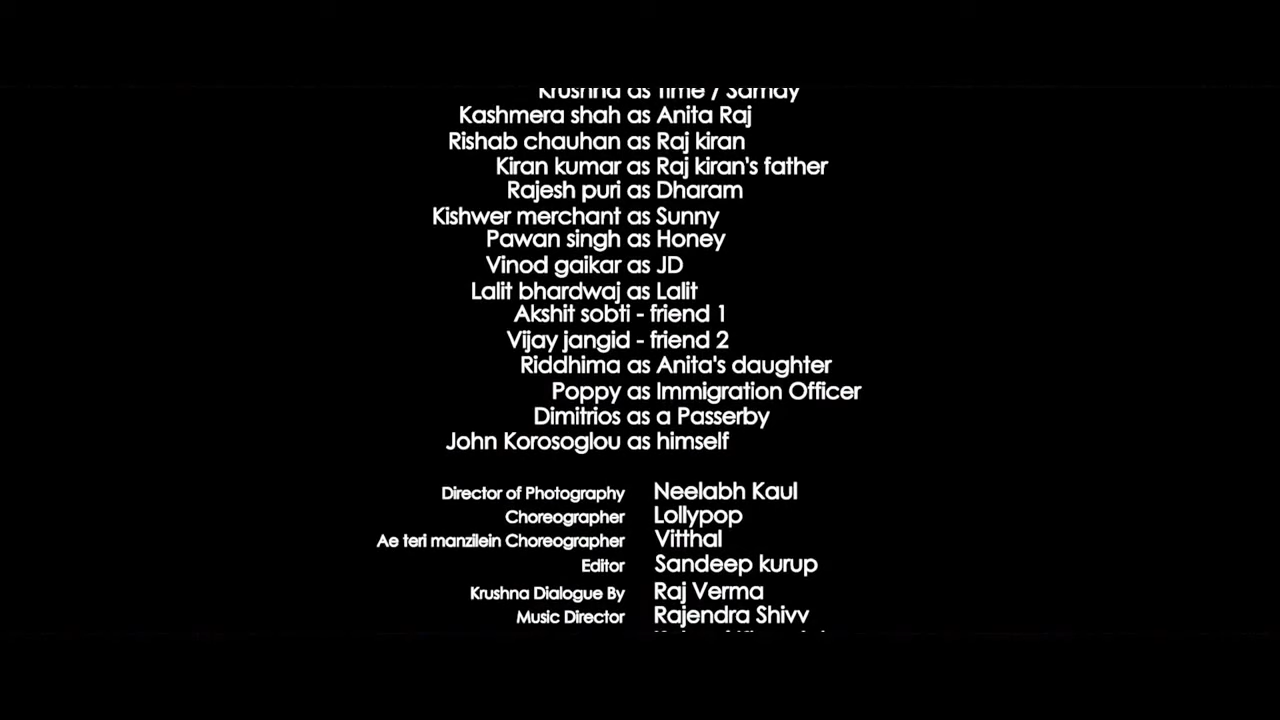 Krushna as Time / Samay
Kashmera shah as Anita Raj
Rishab chauhan as Raj kiran
Kiran kumar as Raj kiran's father
Rajesh puri as Dharam
Kishwer merchant as Sunny
Pawan singh as Honey
Vinod gaikar as JD
Lalit bhardwaj as Lalit
Akshit sobti - friend 1
Vijay jangid - friend 2
Riddhima as Anita's daughter
Poppy as Immigration Officer
Dimitrios as a Passerby
John Korosoglou as himself
Director of Photography Neelabh Kaul
Choreographer Lollypop
Ae teri manzilein Choreographer Vitthal
Editor Sandeep kurup
Krushna Dialogue By Raj Verma
Music Director Rajendra Shivv